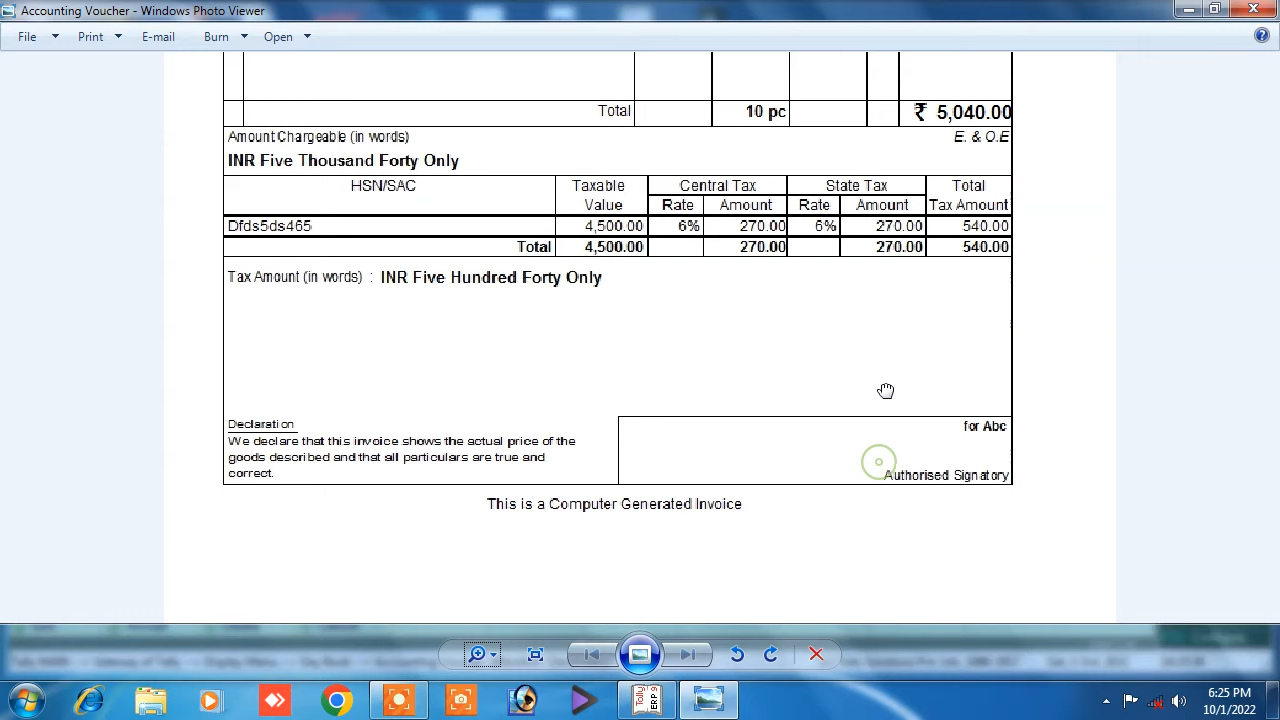 Accounting Voucher - Windows Photo Viewer
File Print E-mail Burn Open
Total 10 pc ₹ 5,040.00
Amount Chargeable (in words) E. & O.E
INR Five Thousand Forty Only
HSN/SAC Taxable Central Tax State Tax Total
Value Rate Amount Rate Amount Tax Amount
Dfds5ds465 4,500.00 6% 270.00 6% 270.00 540.00
Total 4,500.00 270.00 270.00 540.00
Tax Amount (in words) : INR Five Hundred Forty Only
Declaration for Abc
We declare that this invoice shows the actual price of the
goods described and that all particulars are true and
correct. Authorised Signatory
This is a Computer Generated Invoice
Tally ERP 9
6:25 PM
10/1/2022